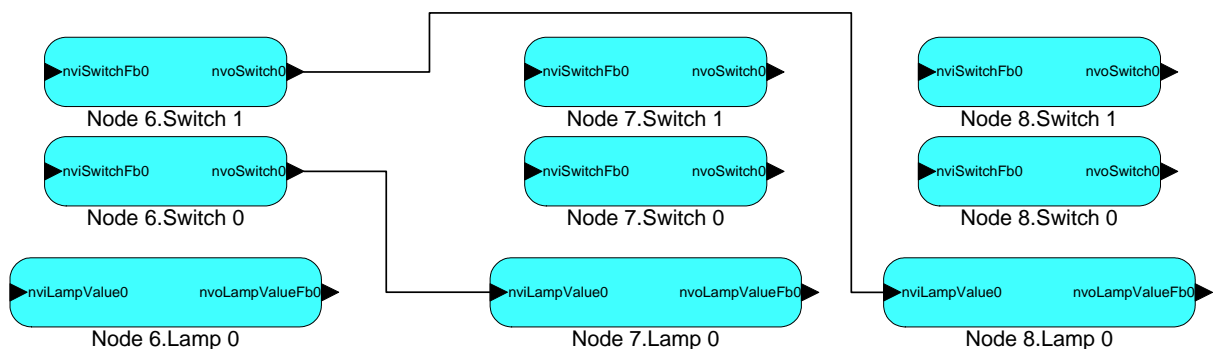 nviSwitchFb0 nvoSwitch0 nviSwitchFb0 nvoSwitch0 nviSwitchFb0 nvoSwitch0
Node 6.Switch 1 Node 7.Switch 1 Node 8.Switch 1
nviSwitchFb0 nvoSwitch0 nviSwitchFb0 nvoSwitch0 nviSwitchFb0 nvoSwitch0
Node 6.Switch 0 Node 7.Switch 0 Node 8.Switch 0
nviLampValue0 nvoLampValueFb0 nviLampValue0 nvoLampValueFb0 nviLampValue0 nvoLampValueFb0
Node 6.Lamp 0 Node 7.Lamp 0 Node 8.Lamp 0